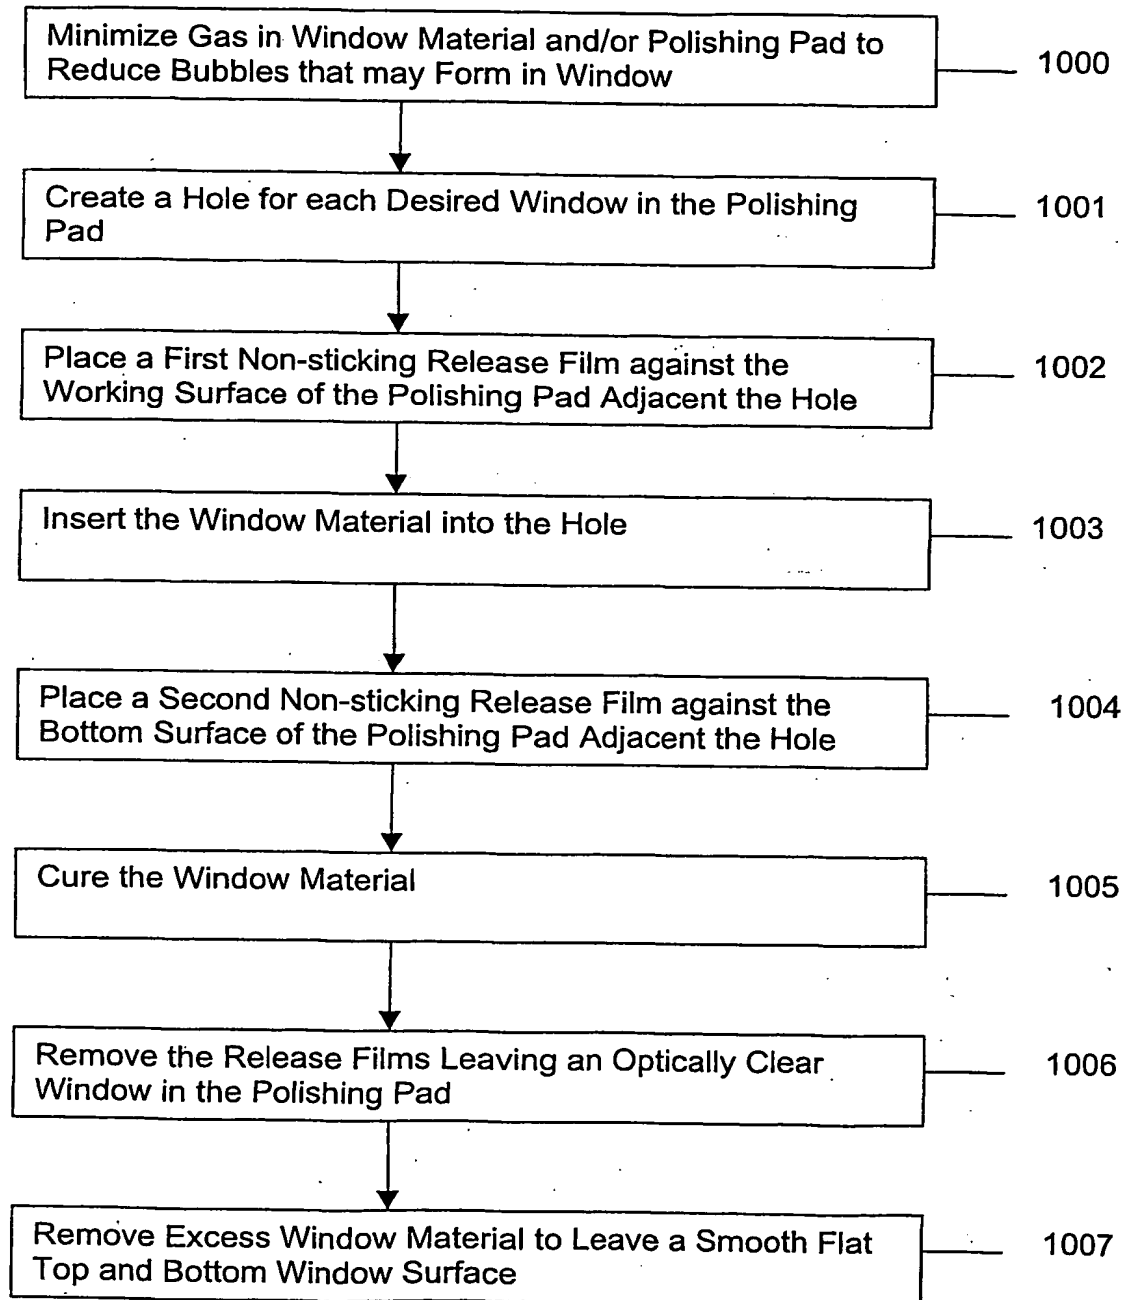 Minimize Gas in Window Material and/or Polishing Pad to
Reduce Bubbles that may Form in Window
1000
Create a Hole for each Desired Window in the Polishing
Pad
1001
Place a First Non-sticking Release Film against the
Working Surface of the Polishing Pad Adjacent the Hole
1002
Insert the Window Material into the Hole
1003
Place a Second Non-sticking Release Film against the
Bottom Surface of the Polishing Pad Adjacent the Hole
1004
Cure the Window Material
1005
Remove the Release Films Leaving an Optically Clear
Window in the Polishing Pad
1006
Remove Excess Window Material to Leave a Smooth Flat
Top and Bottom Window Surface
1007